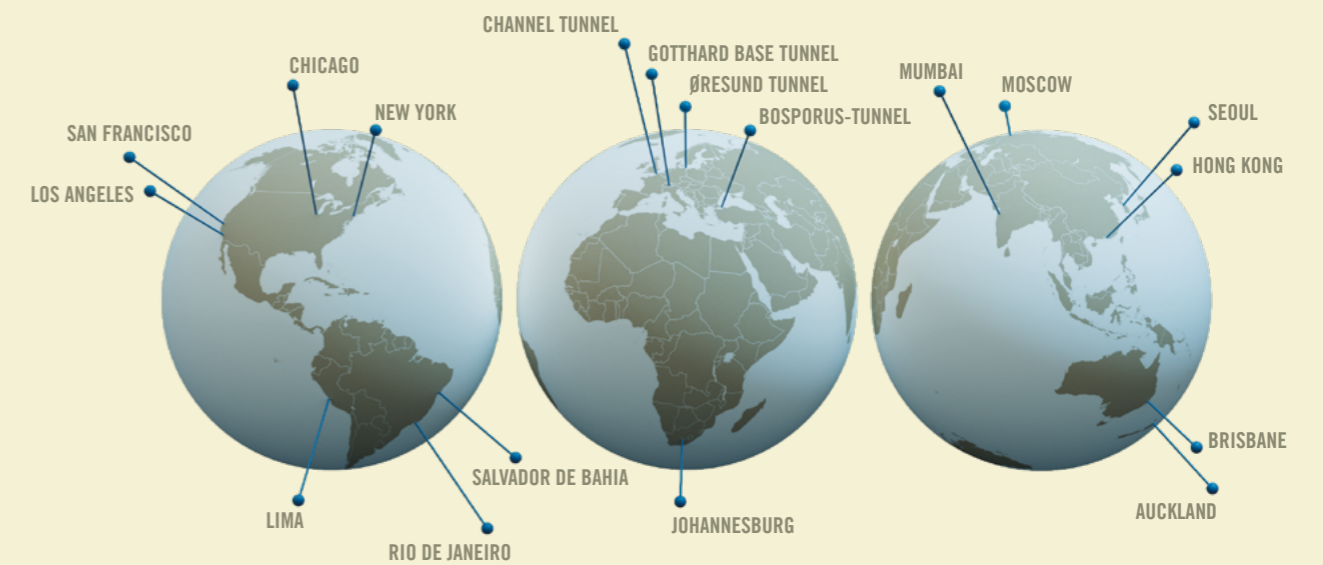 CHANNEL TUNNEL
GOTTHARD BASE TUNNEL
CHICAGO
MUMBAI
MOSCOW
ØRESUND TUNNEL
NEW YORK
BOSPORUS-TUNNEL
SEOUL
SAN FRANCISCO
HONG KONG
LOS ANGELES
BRISBANE
SALVADOR DE BAHIA
AUCKLAND
LIMA
JOHANNESBURG
RIO DE JANEIRO